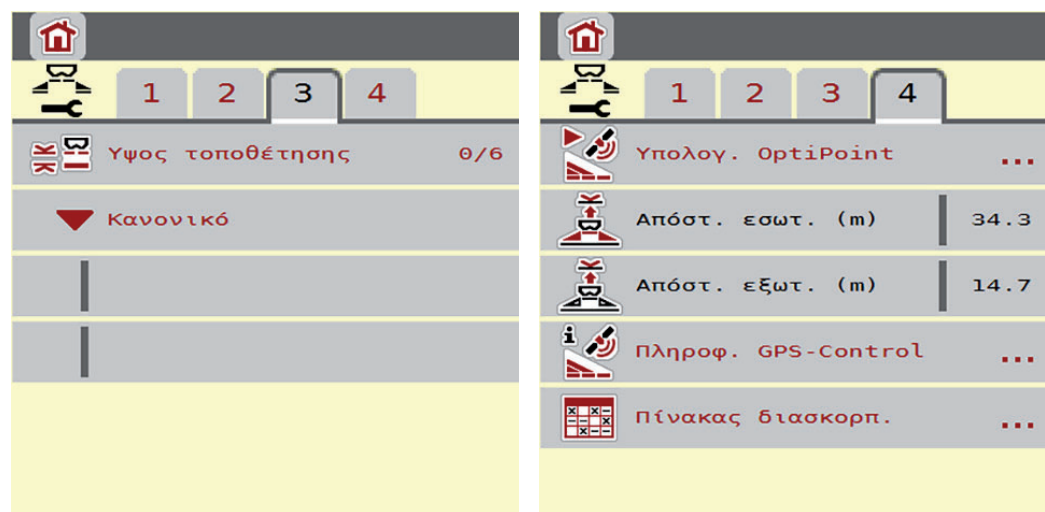 1 2 3 4
Υψος τοποθέτησης 0/6
Κανονικό
1 2 3 4
Υπολογ. OptiPoint ...
Απόστ. εσωτ. (m) 34.3
Απόστ. εξωτ. (m) 14.7
i
Πληροφ. GPS-Control ...
Πίνακας διασκορπ. ...